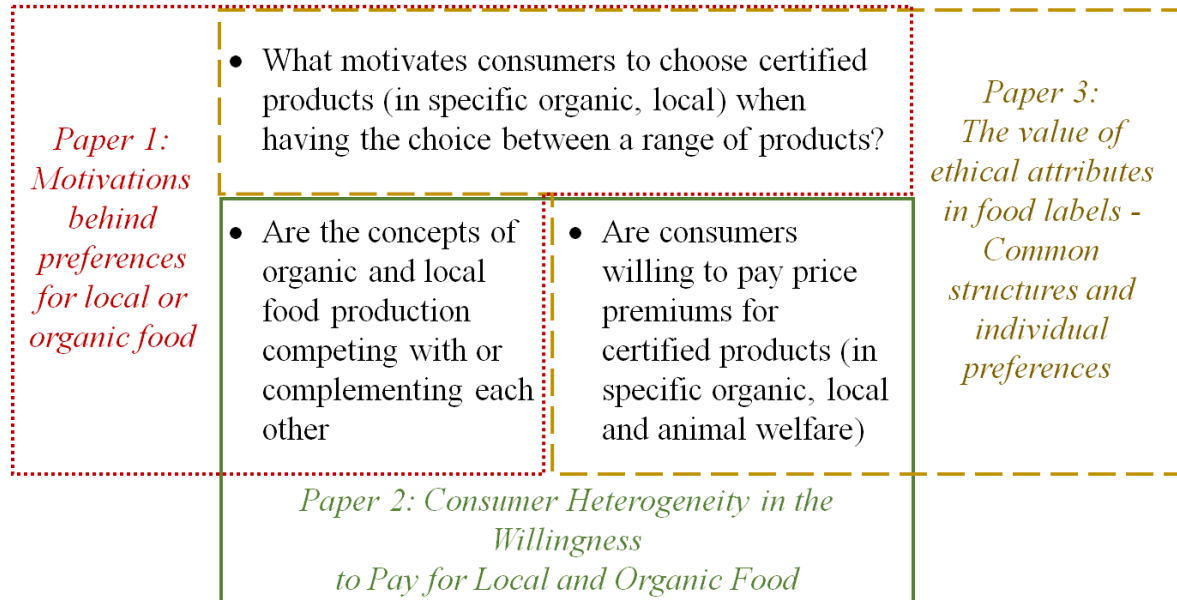 Paper 1:
Motivations
behind
preferences
for local or
organic food
• What motivates consumers to choose certified
products (in specific organic, local) when
having the choice between a range of products?
• Are the concepts of
organic and local
food production
competing with or
complementing each
other
• Are consumers
willing to pay price
premiums for
certified products (in
specific organic, local
and animal welfare)
Paper 3:
The value of
ethical attributes
in food labels -
Common
structures and
individual
preferences
Paper 2: Consumer Heterogeneity in the
Willingness
to Pay for Local and Organic Food